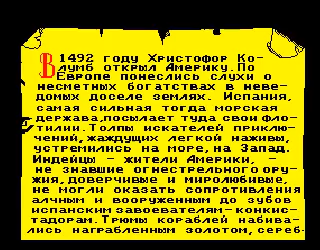 В 1492 году Христофор Ко-
лумб открыл Америку. По
Европе понеслись слухи о
несметных богатствах в неве-
домых доселе землях. Испания,
самая сильная тогда морская
держава, посылает туда свои фло-
тилии. Толпы искателей приклю-
чений, жаждущих легкой наживы,
устремились на море, на Запад.
Индейцы - жители Америки, -
не знавшие огнестрельного ору-
жия, доверчивые и миролюбивые,
не могли оказать сопротивления
алчным и вооруженным до зубов
испанским завоевателям - конкис-
тадорам. Трюмы кораблей набива-
лись награбленным золотом, сереб-